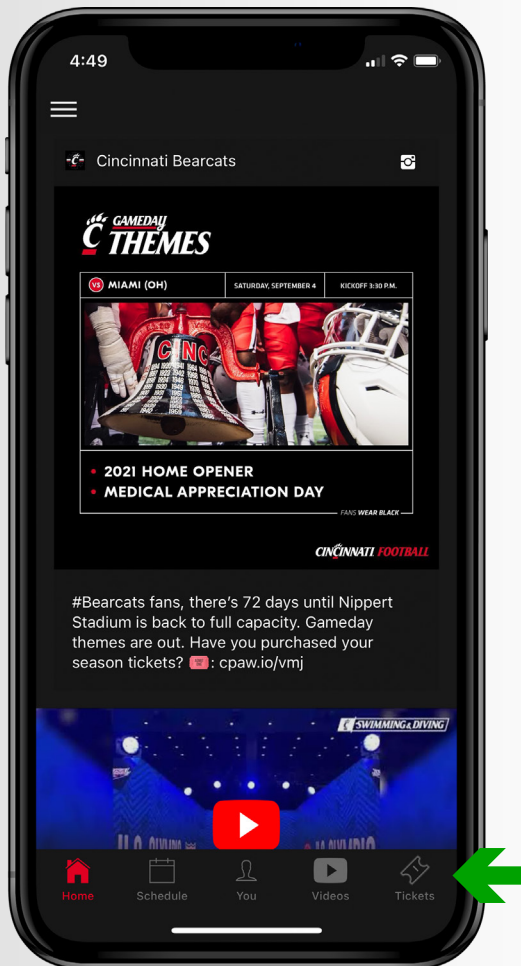 4:49
Cincinnati Bearcats
GAMEDAY
THEMES
VS MIAMI (OH)
SATURDAY, SEPTEMBER 4
KICKOFF 3:30 P.M.
CINC
2021 HOME OPENER
MEDICAL APPRECIATION DAY
FANS WEAR BLACK
CINCINNATI FOOTBALL
#Bearcats fans, there's 72 days until Nippert
Stadium is back to full capacity. Gameday
themes are out. Have you purchased your
season tickets? : cpaw.io/vmj
SWIMMING & DIVING
Home
Schedule
You
Videos
Tickets